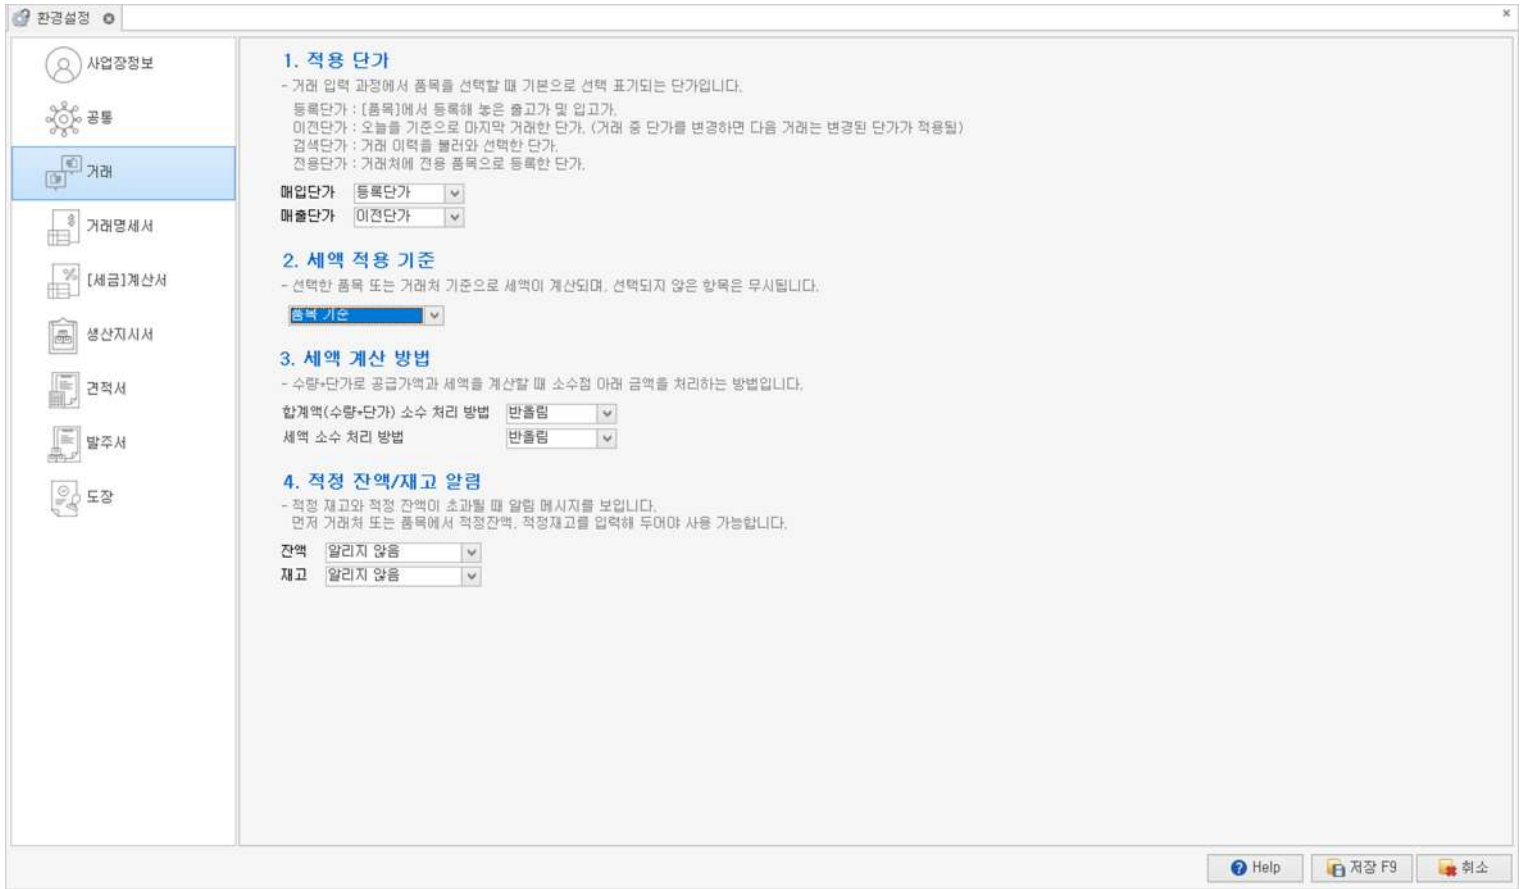 환경설정
사업장정보
공통
거래
거래명세서
[세금]계산서
생산지시서
견적서
발주서
도장
1. 적용 단가
- 거래 입력 과정에서 품목을 선택할 때 기본으로 선택 표기되는 단가입니다.
등록단가 : [품목]에서 등록해 놓은 출고가 및 입고가.
이전단가 : 오늘을 기준으로 마지막 거래한 단가. (거래 중 단가를 변경하면 다음 거래는 변경된 단가가 적용됨)
검색단가 : 거래 이력을 불러와 선택한 단가.
전용단가 : 거래처에 전용 품목으로 등록한 단가.
매입단가 등록단가
매출단가 이전단가
2. 세액 적용 기준
- 선택한 품목 또는 거래처 기준으로 세액이 계산되며, 선택되지 않은 항목은 무시됩니다.
품목 기준
3. 세액 계산 방법
- 수량*단가로 공급가액과 세액을 계산할 때 소수점 아래 금액을 처리하는 방법입니다.
합계액(수량*단가) 소수 처리 방법 반올림
세액 소수 처리 방법 반올림
4. 적정 잔액/재고 알림
- 적정 재고와 적정 잔액이 초과될 때 알림 메시지를 보입니다.
먼저 거래처 또는 품목에서 적정잔액, 적정재고를 입력해 두어야 사용 가능합니다.
잔액 알리지 않음
재고 알리지 않음
Help 저장 F9 취소